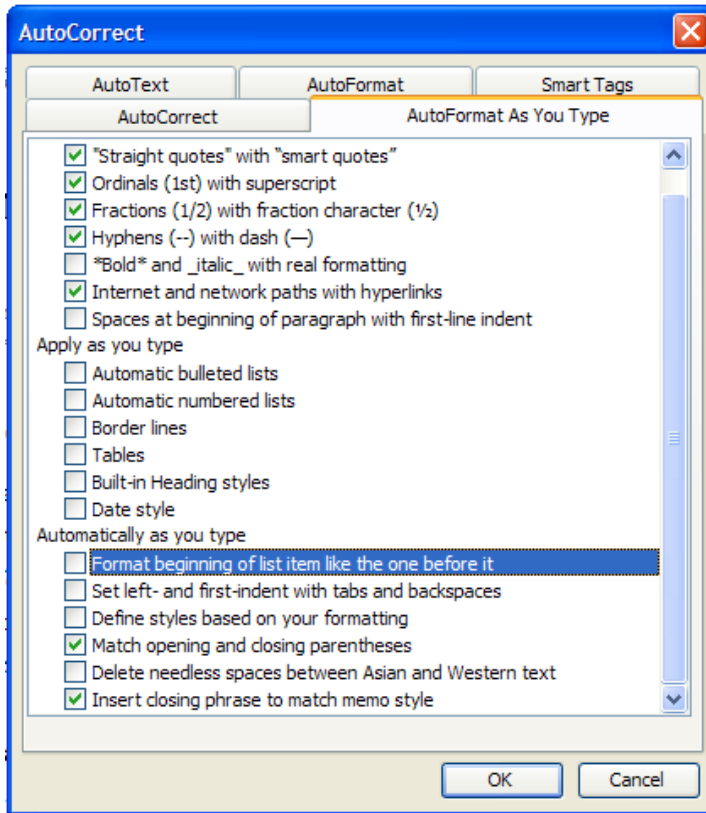 AutoCorrect
AutoText AutoFormat Smart Tags
AutoCorrect AutoFormat As You Type
"Straight quotes" with “smart quotes”
Ordinals (1st) with superscript
Fractions (1/2) with fraction character (½)
Hyphens (--) with dash (—)
*Bold* and _italic_ with real formatting
Internet and network paths with hyperlinks
Spaces at beginning of paragraph with first-line indent
Apply as you type
Automatic bulleted lists
Automatic numbered lists
Border lines
Tables
Built-in Heading styles
Date style
Automatically as you type
Format beginning of list item like the one before it
Set left- and first-indent with tabs and backspaces
Define styles based on your formatting
Match opening and closing parentheses
Delete needless spaces between Asian and Western text
Insert closing phrase to match memo style
OK Cancel